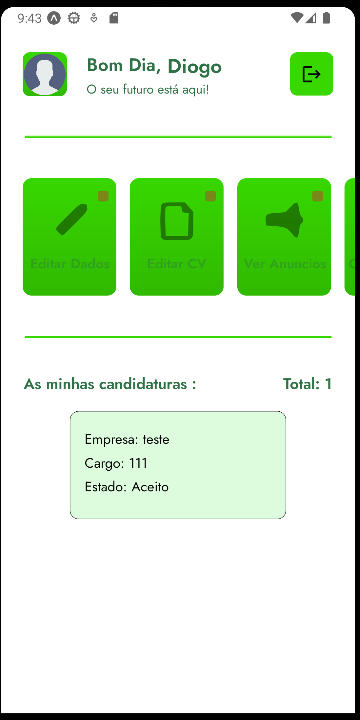 9:43
Bom Dia, Diogo
O seu futuro está aqui!
Editar Dados
Editar CV
Ver Anuncios
As minhas candidaturas :
Total: 1
Empresa: teste
Cargo: 111
Estado: Aceito